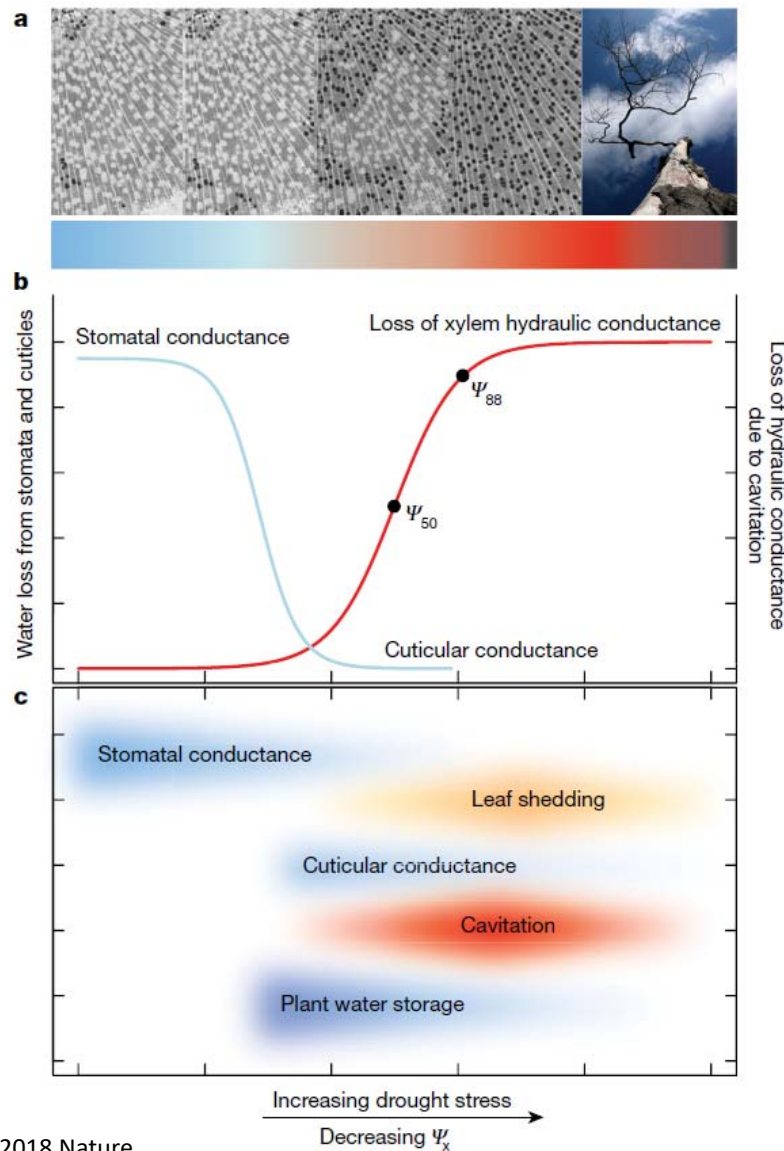 a
b
Water loss from stomata and cuticles
Stomatal conductance
Loss of xylem hydraulic conductance
Ψ88
Ψ50
Cuticular conductance
Loss of hydraulic conductance
due to cavitation
c
Stomatal conductance
Leaf shedding
Cuticular conductance
Cavitation
Plant water storage
Increasing drought stress
Decreasing Ψx
2018 Nature